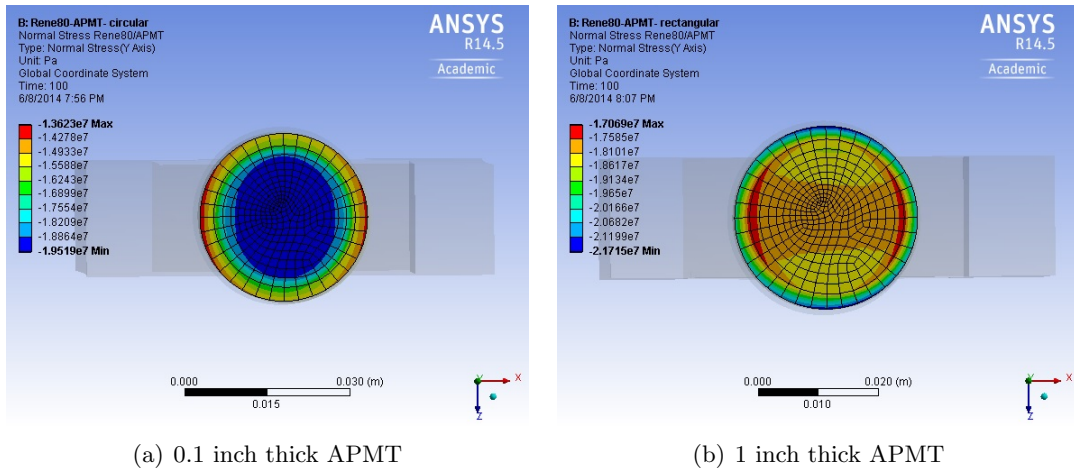 B: Rene80-APMT- circular
Normal Stress Rene80/APMT
Type: Normal Stress(Y Axis)
Unit: Pa
Global Coordinate System
Time: 100
6/8/2014 7:56 PM
ANSYS
R14.5
Academic
-1.3623e7 Max
-1.4278e7
-1.4933e7
-1.5588e7
-1.6243e7
-1.6899e7
-1.7554e7
-1.8209e7
-1.8864e7
-1.9519e7 Min
0.000
0.030 (m)
0.015
Y
X
Z
(a) 0.1 inch thick APMT
B: Rene80-APMT- rectangular
Normal Stress Rene80/APMT
Type: Normal Stress(Y Axis)
Unit: Pa
Global Coordinate System
Time: 100
6/8/2014 8:07 PM
ANSYS
R14.5
Academic
-1.7069e7 Max
-1.7585e7
-1.8101e7
-1.8617e7
-1.9134e7
-1.965e7
-2.0166e7
-2.0682e7
-2.1199e7
-2.1715e7 Min
0.000
0.020 (m)
0.010
Y
X
Z
(b) 1 inch thick APMT